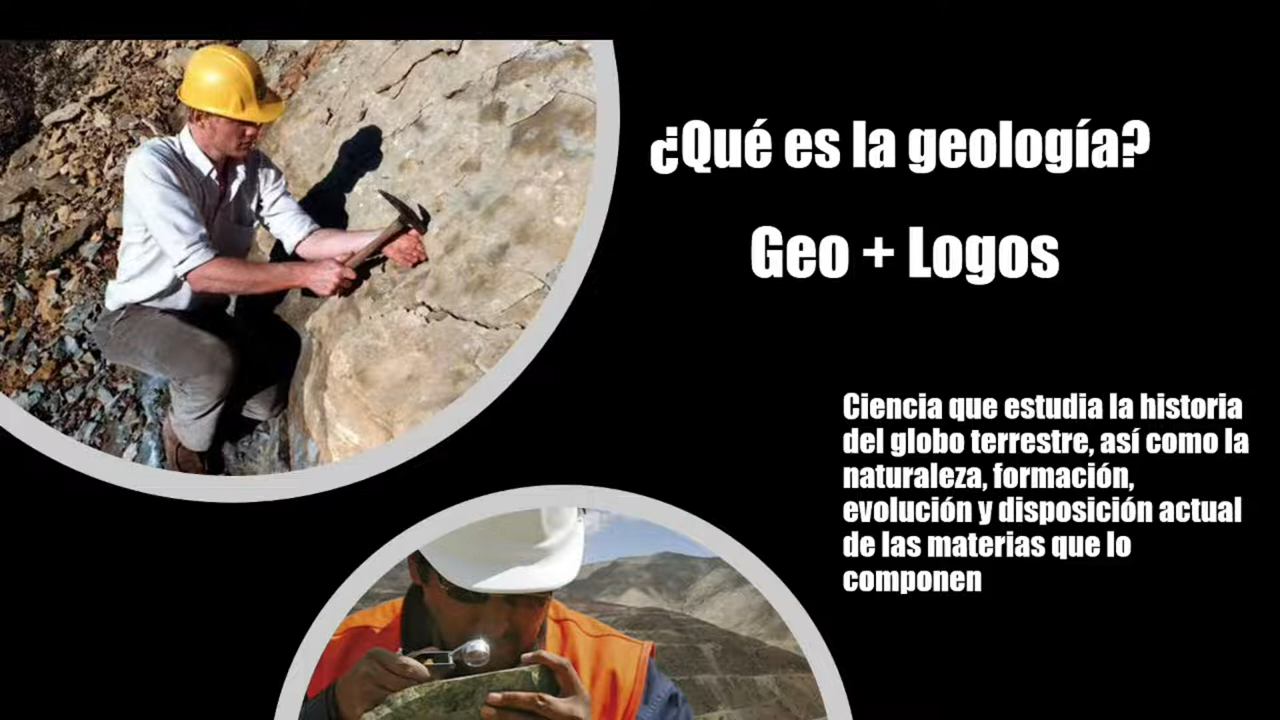 ¿Qué es la geología?
Geo + Logos
Ciencia que estudia la historia
del globo terrestre, así como la
naturaleza, formación,
evolución y disposición actual
de las materias que lo
componen